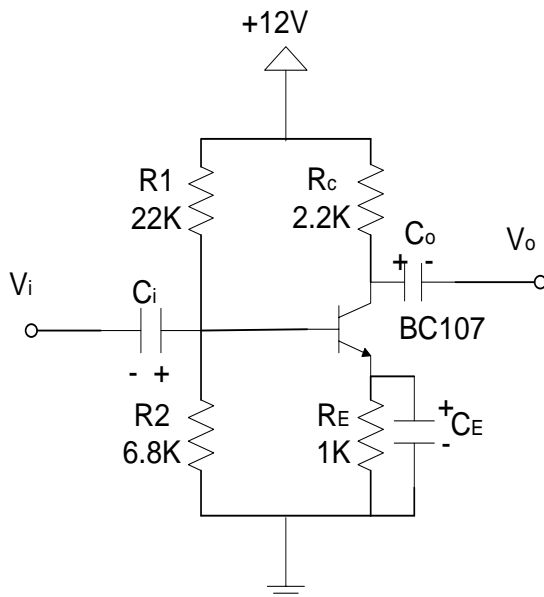 +12V
R1
22K
Rc
2.2K
Co
+ -
Vo
Vi
Ci
- +
BC107
R2
6.8K
RE
1K
+
CE
-